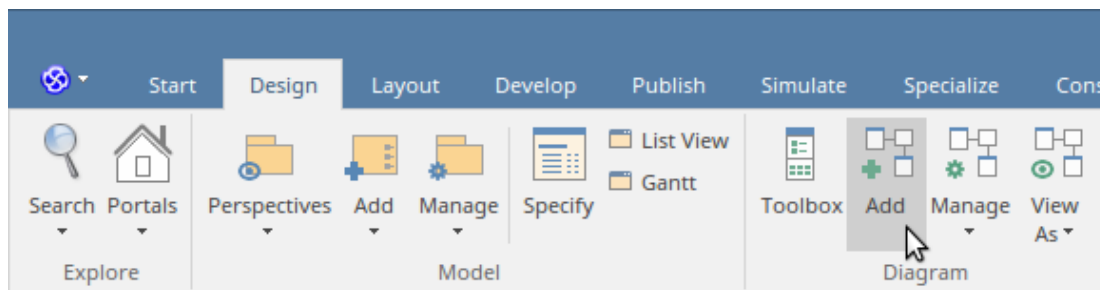 Start Design Layout Develop Publish Simulate Specialize Cons
Search Portals Perspectives Add Manage Specify List View
Gantt
Toolbox Add Manage View
As
Explore Model Diagram